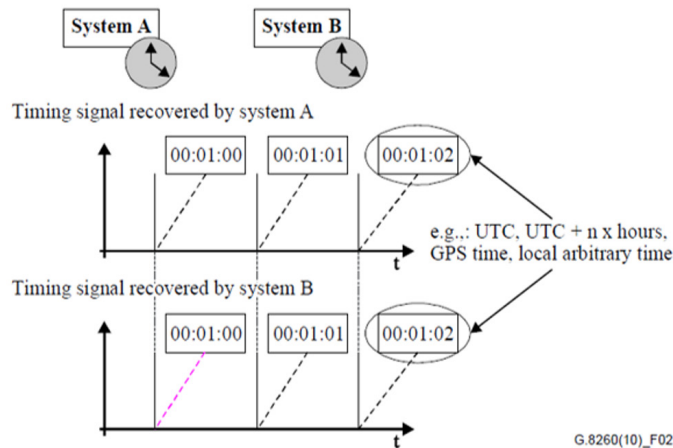 System A
System B
Timing signal recovered by system A
00:01:00
00:01:01
00:01:02
t
e.g.,: UTC, UTC + n x hours,
GPS time, local arbitrary time
Timing signal recovered by system B
00:01:00
00:01:01
00:01:02
t
G.8260(10)_F02